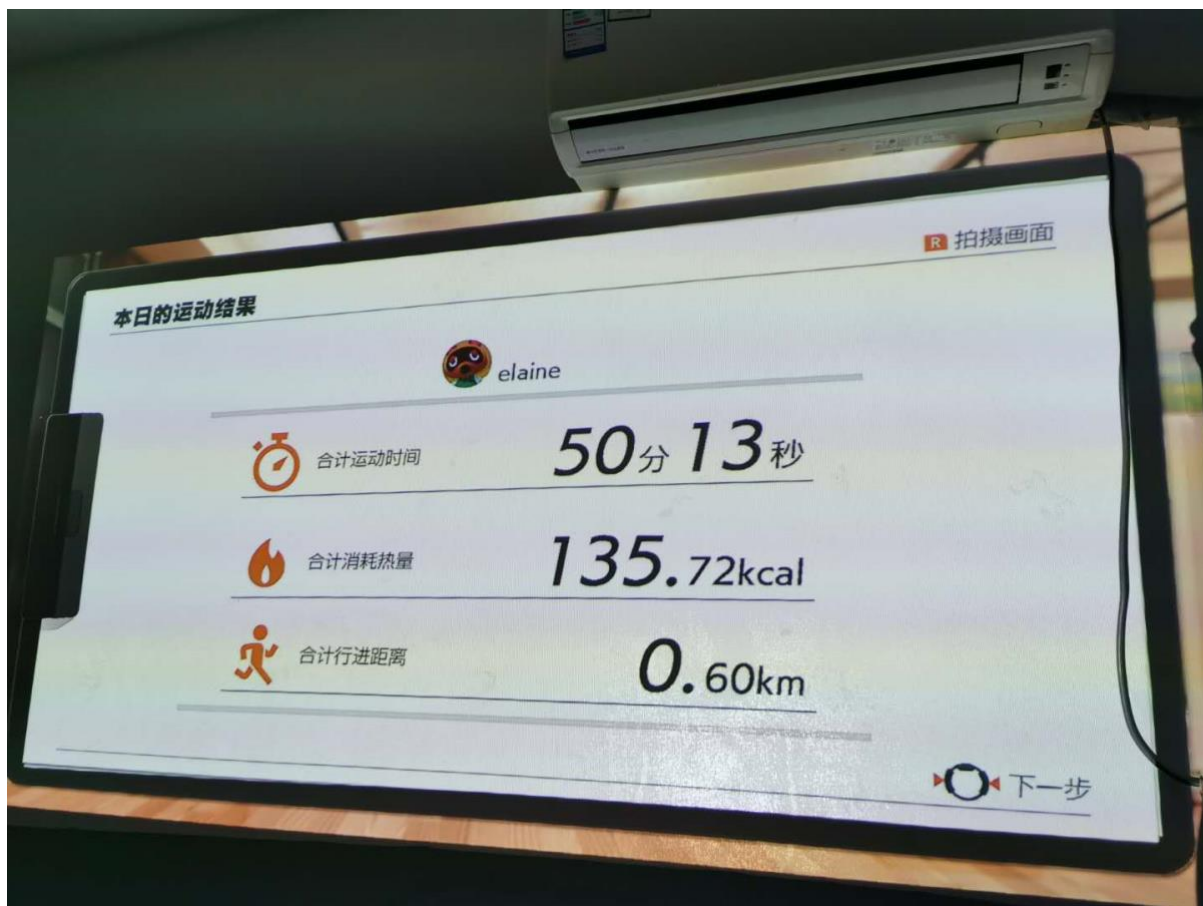 R 拍摄画面
本日的运动结果
elaine
合计运动时间 50分13秒
合计消耗热量 135.72kcal
合计行进距离 0.60km
下一步